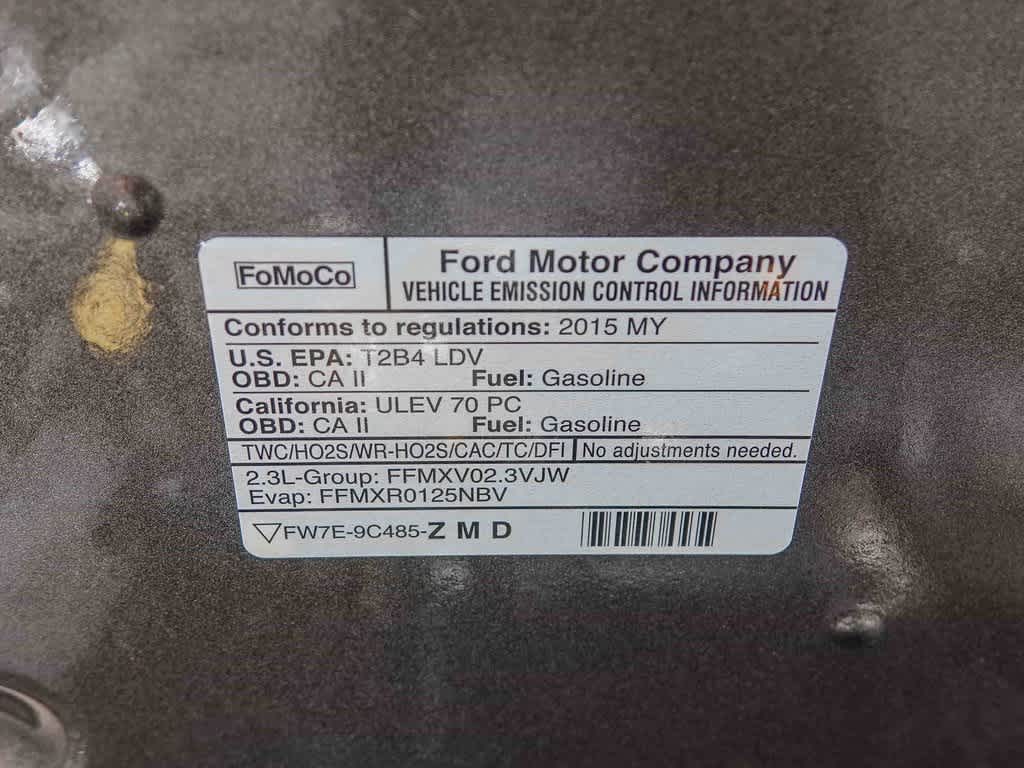 FoMoCo
Ford Motor Company
VEHICLE EMISSION CONTROL INFORMATION
Conforms to regulations: 2015 MY
U.S. EPA: T2B4 LDV
OBD: CA II Fuel: Gasoline
California: ULEV 70 PC
OBD: CA II Fuel: Gasoline
TWC/HO2S/WR-HO2S/CAC/TC/DFI No adjustments needed.
2.3L-Group: FFMXV02.3VJW
Evap: FFMXR0125NBV
FW7E-9C485-Z M D